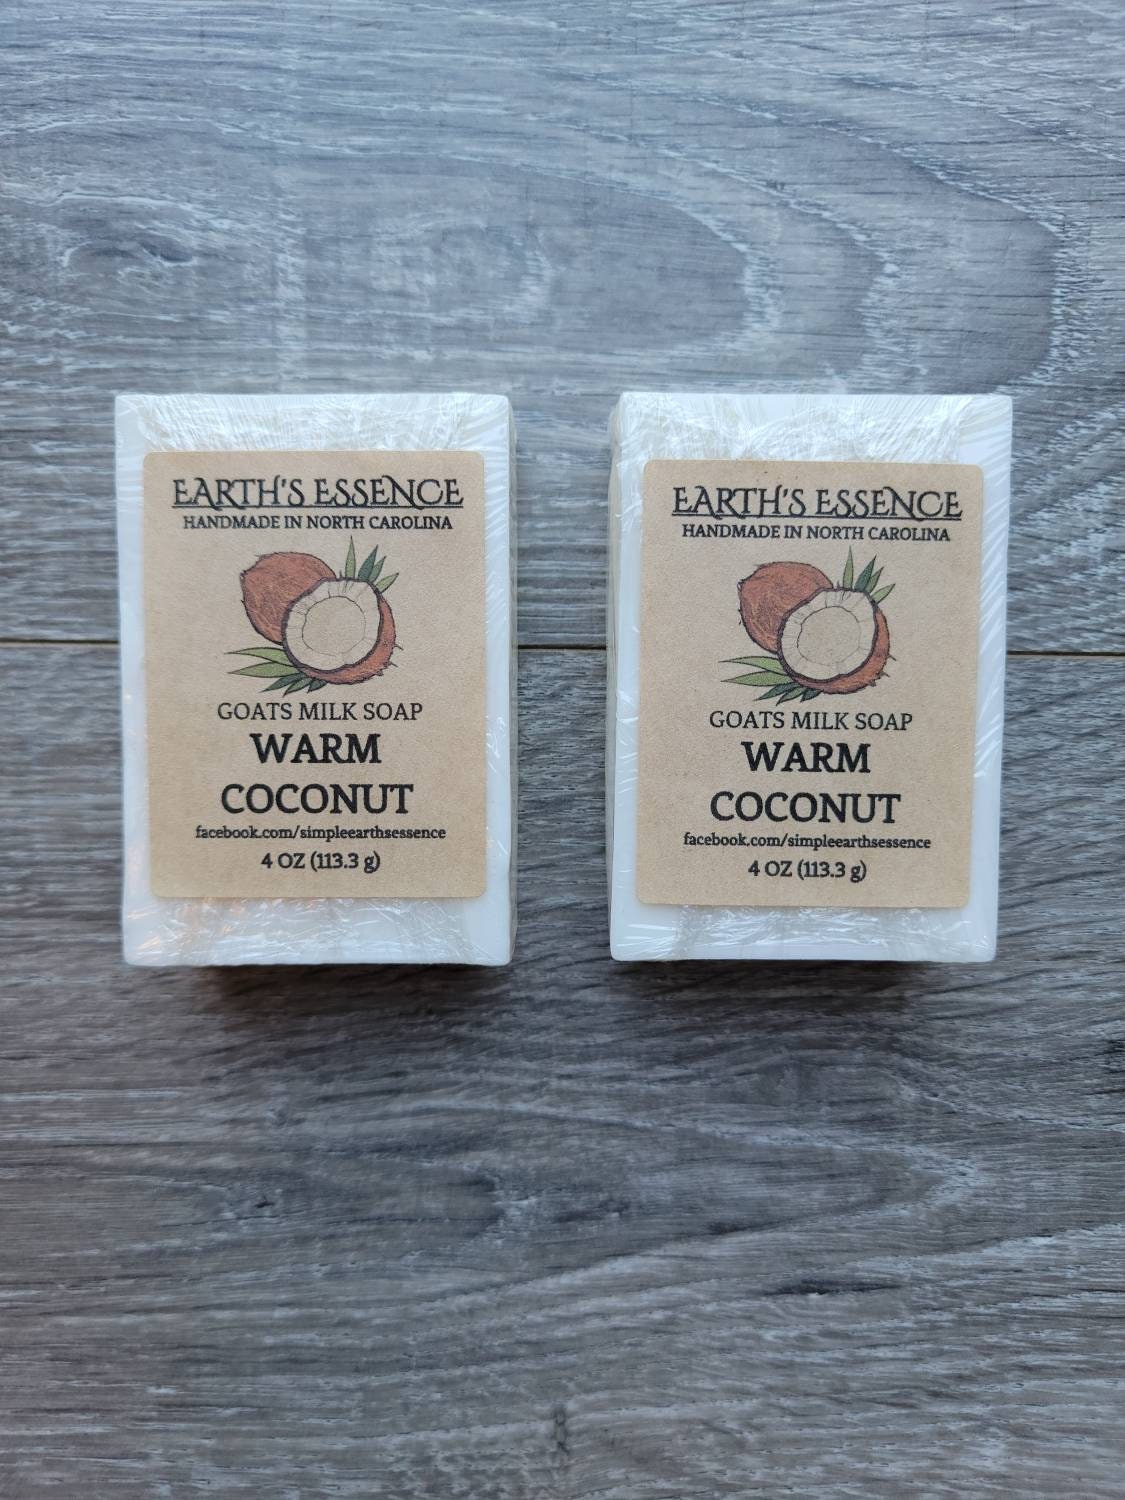 EARTH'S ESSENCE
HANDMADE IN NORTH CAROLINA
GOATS MILK SOAP
WARM
COCONUT
facebook.com/simpleearthsessence
4 OZ (113.3 g)
EARTH'S ESSENCE
HANDMADE IN NORTH CAROLINA
GOATS MILK SOAP
WARM
COCONUT
facebook.com/simpleearthsessence
4 OZ (113.3 g)